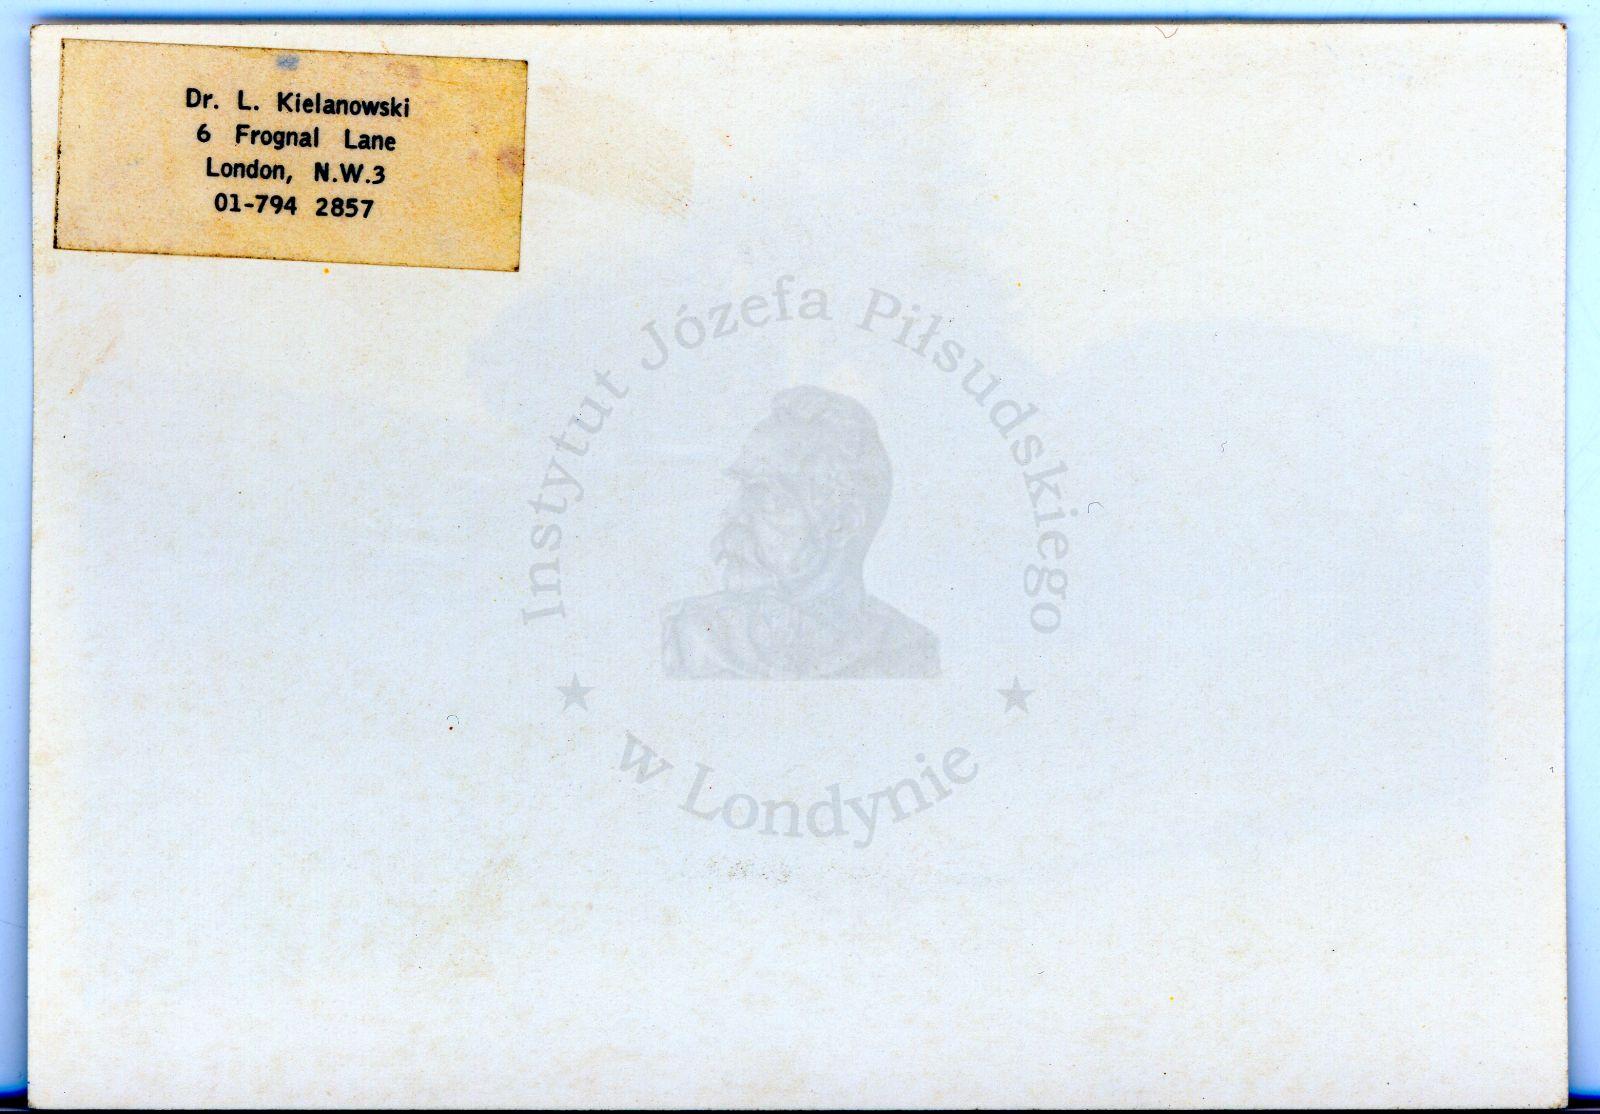 Dr. L. Kielanowski
6 Frognal Lane
London, N.W.3
01-794 2857
Instytut Józefa Piłsudskiego
w Londynie